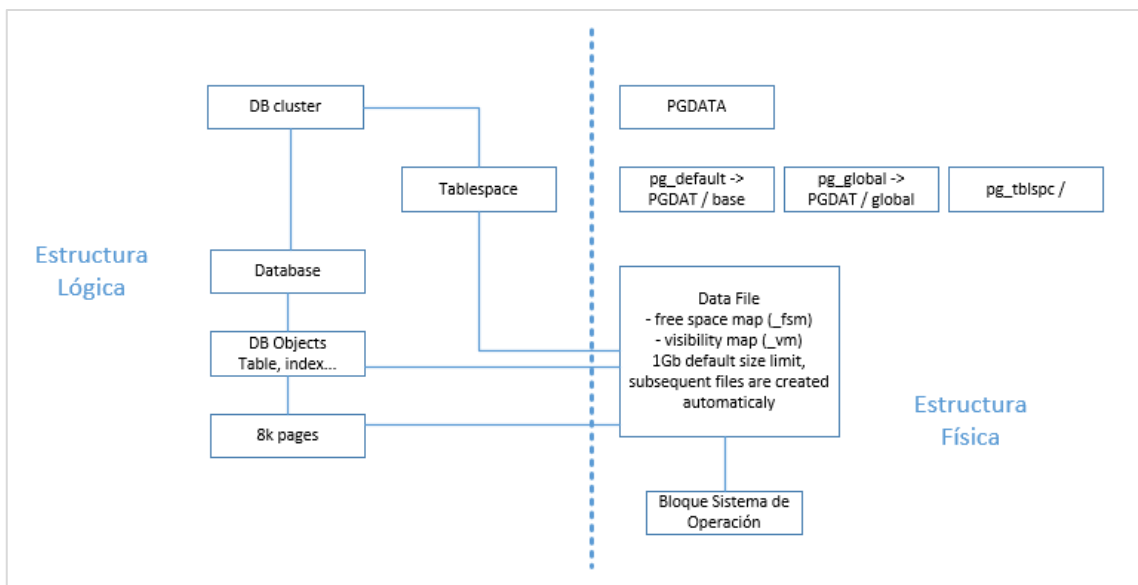 DB cluster
PGDATA
Tablespace
pg_default ->
PGDAT / base
pg_global ->
PGDAT / global
pg_tblspc /
Estructura
Lógica
Database
DB Objects
Table, index...
8k pages
Data File
- free space map (_fsm)
- visibility map (_vm)
1Gb default size limit,
subsequent files are created
automaticaly
Estructura
Física
Bloque Sistema de
Operación